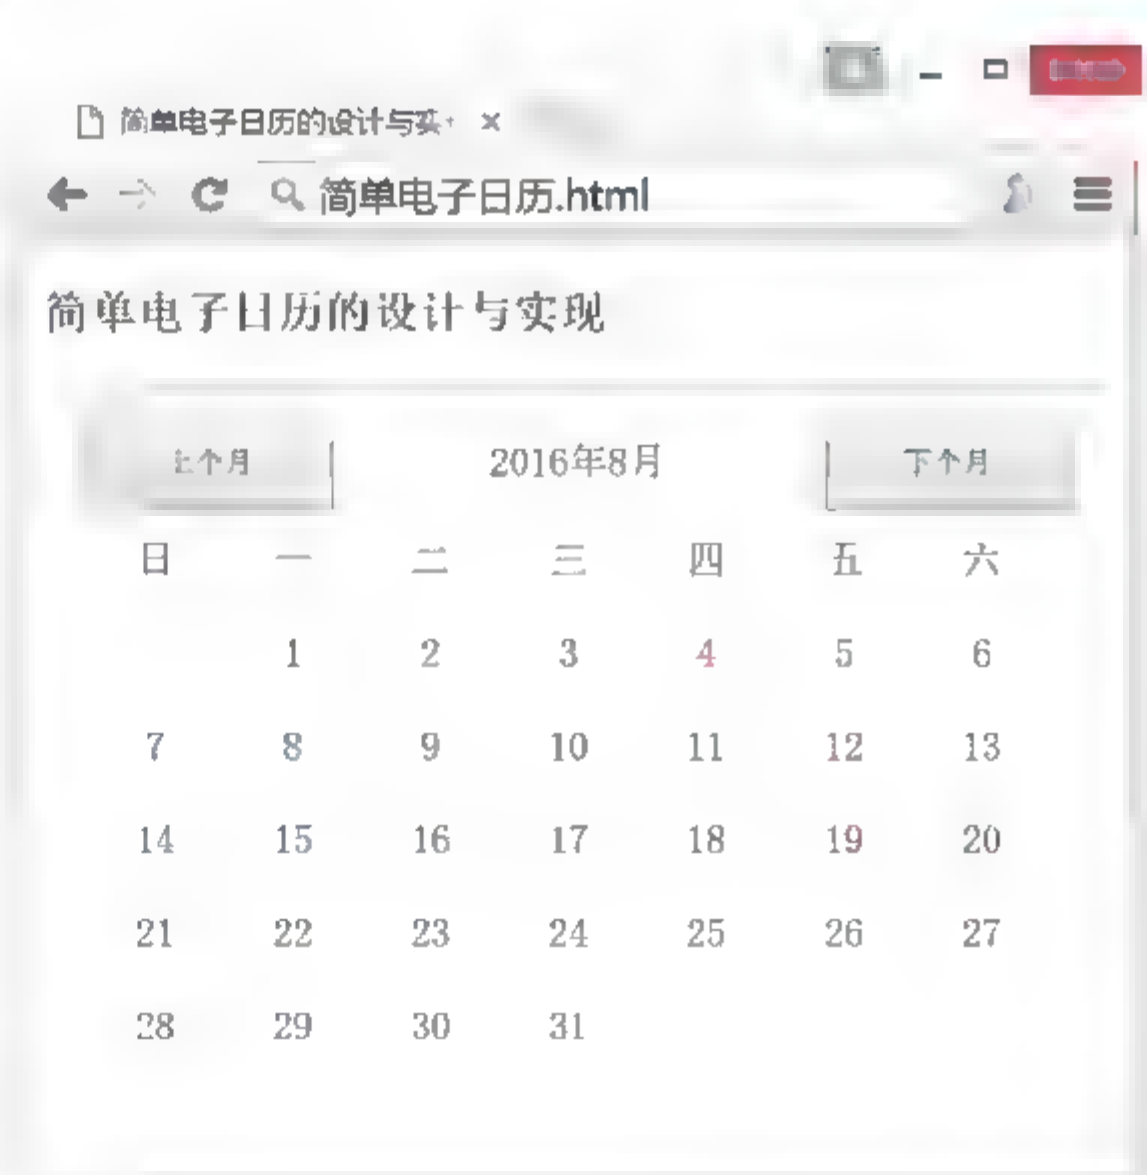 简单电子日历的设计与实
简单电子日历.html
简单电子日历的设计与实现
上个月 2016年8月 下个月
日 一 二 三 四 五 六
1 2 3 4 5 6
7 8 9 10 11 12 13
14 15 16 17 18 19 20
21 22 23 24 25 26 27
28 29 30 31